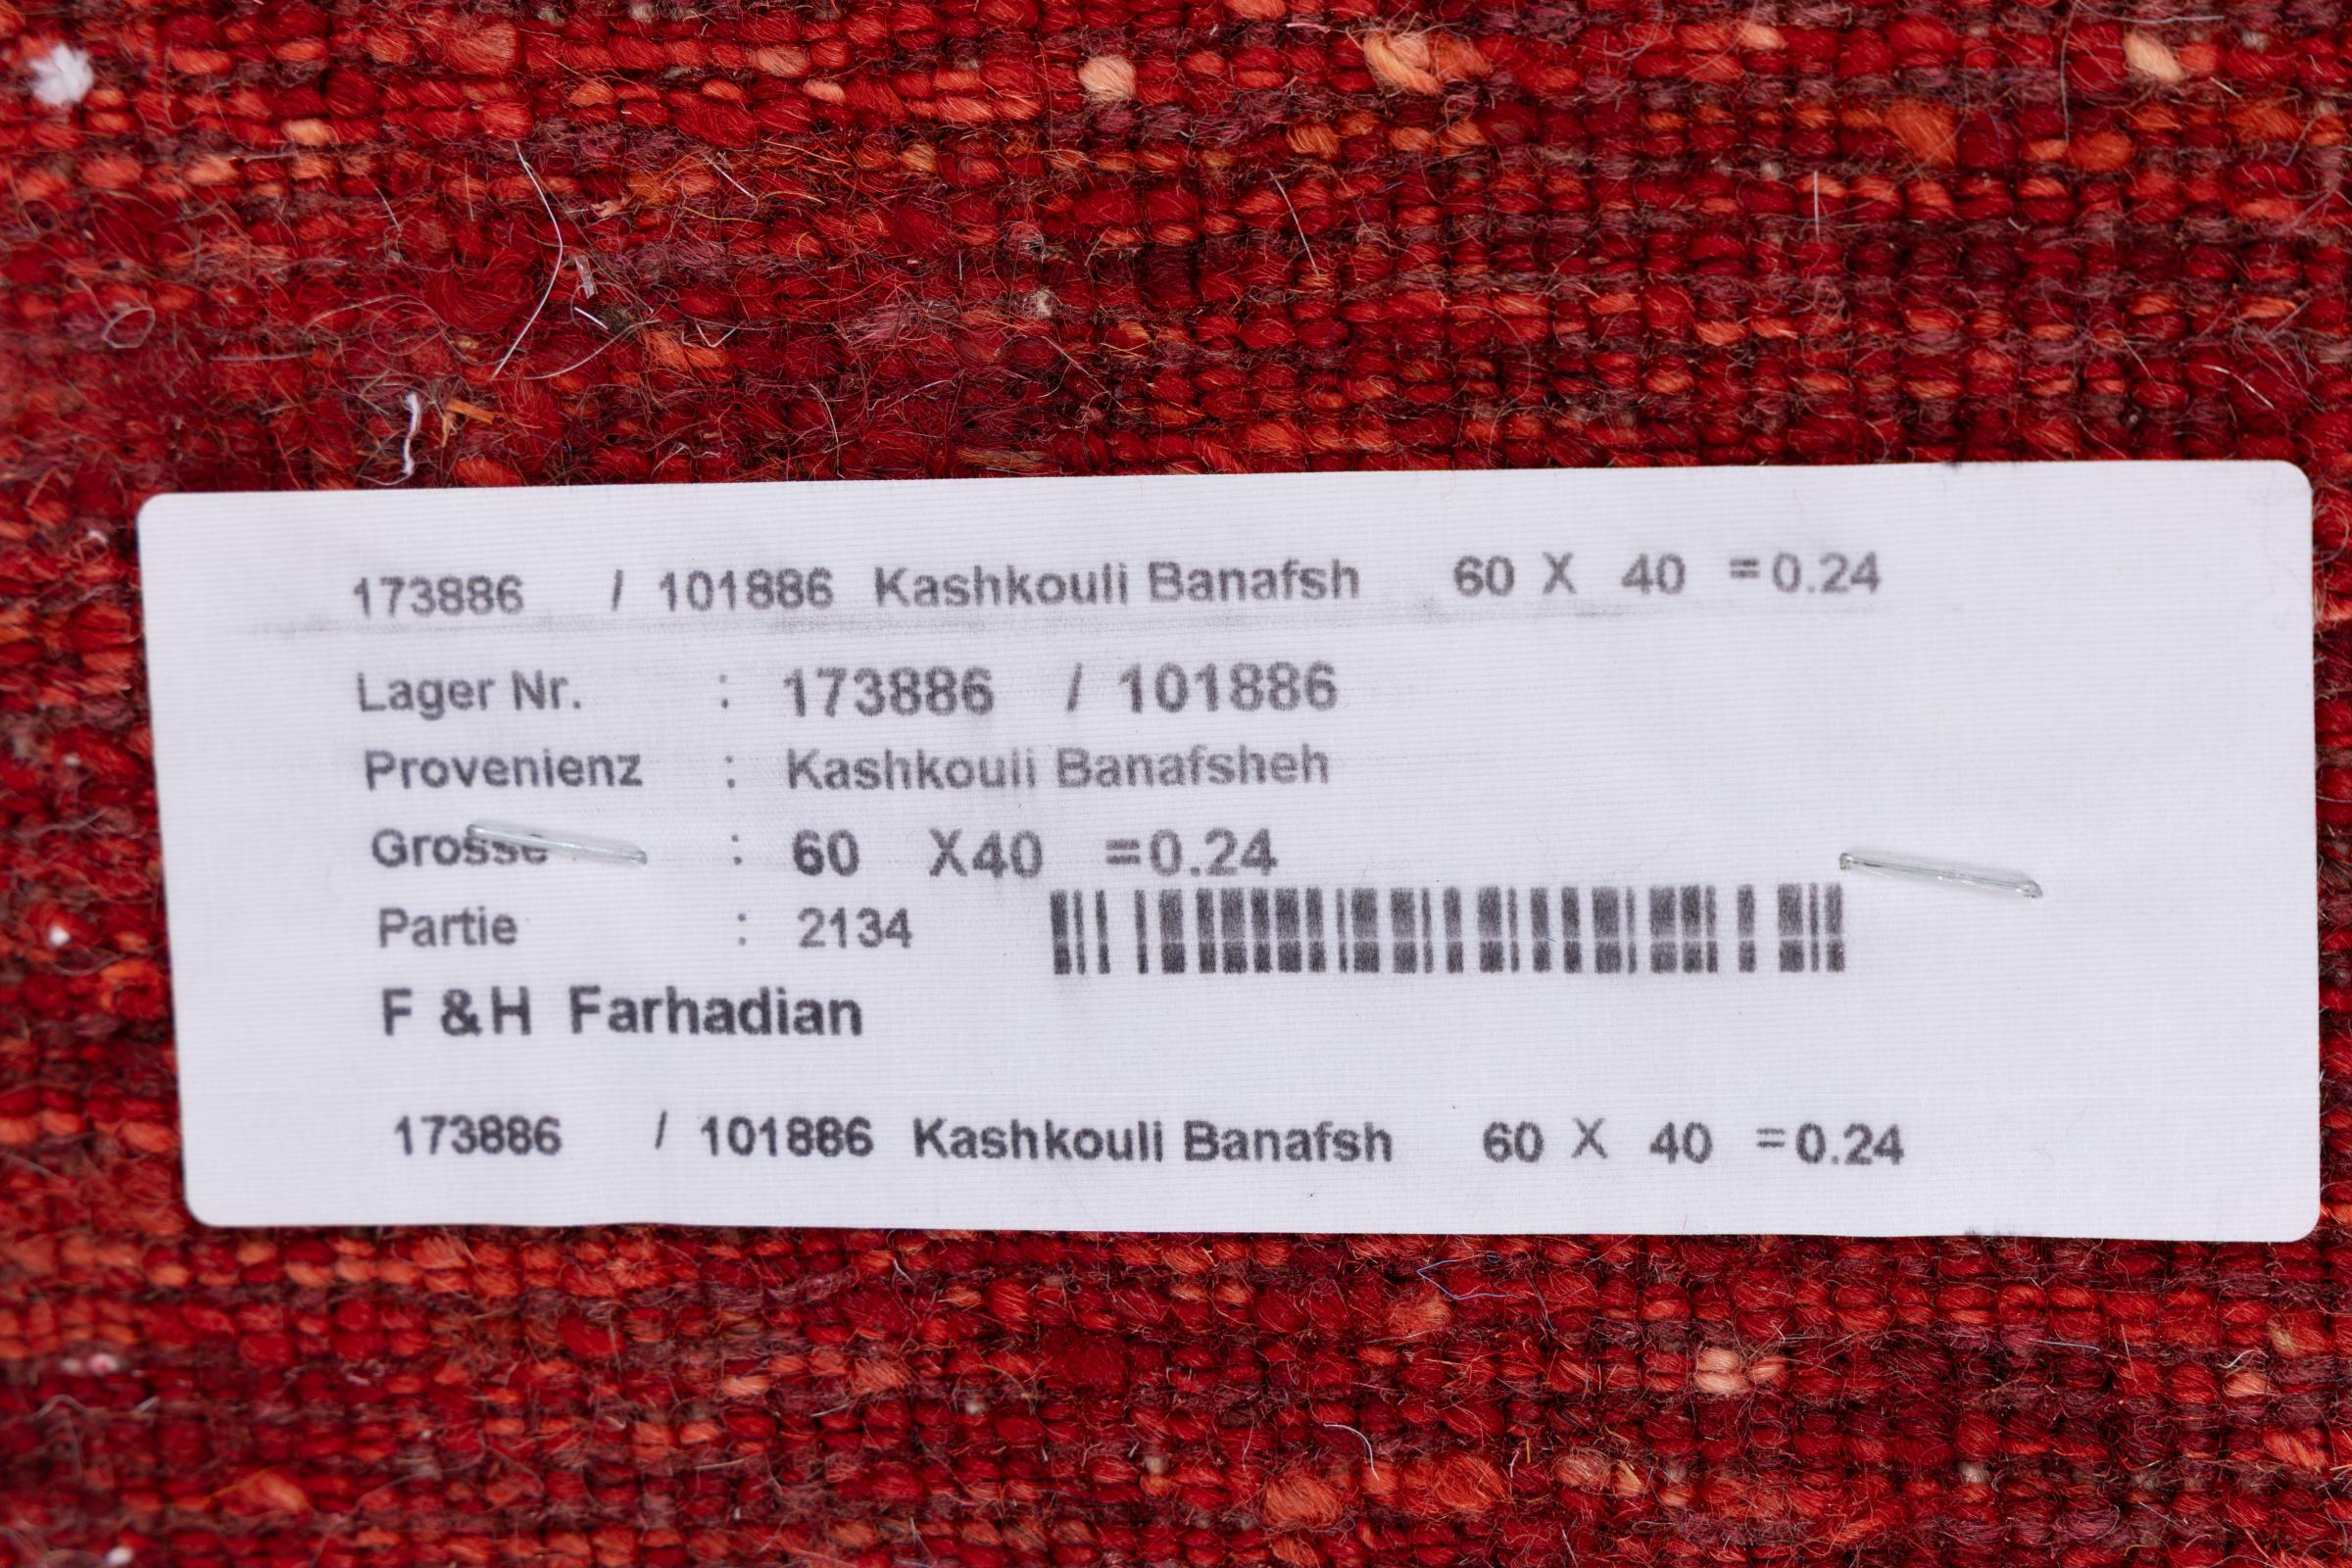 173886 / 101886 Kashkouli Banafsh 60 X 40 =0.24
Lager Nr. : 173886 / 101886
Provenienz : Kashkouli Banafsheh
Grosse : 60 X40 =0.24
Partie : 2134
F &H Farhadian
173886 / 101886 Kashkouli Banafsh 60 X 40 =0.24